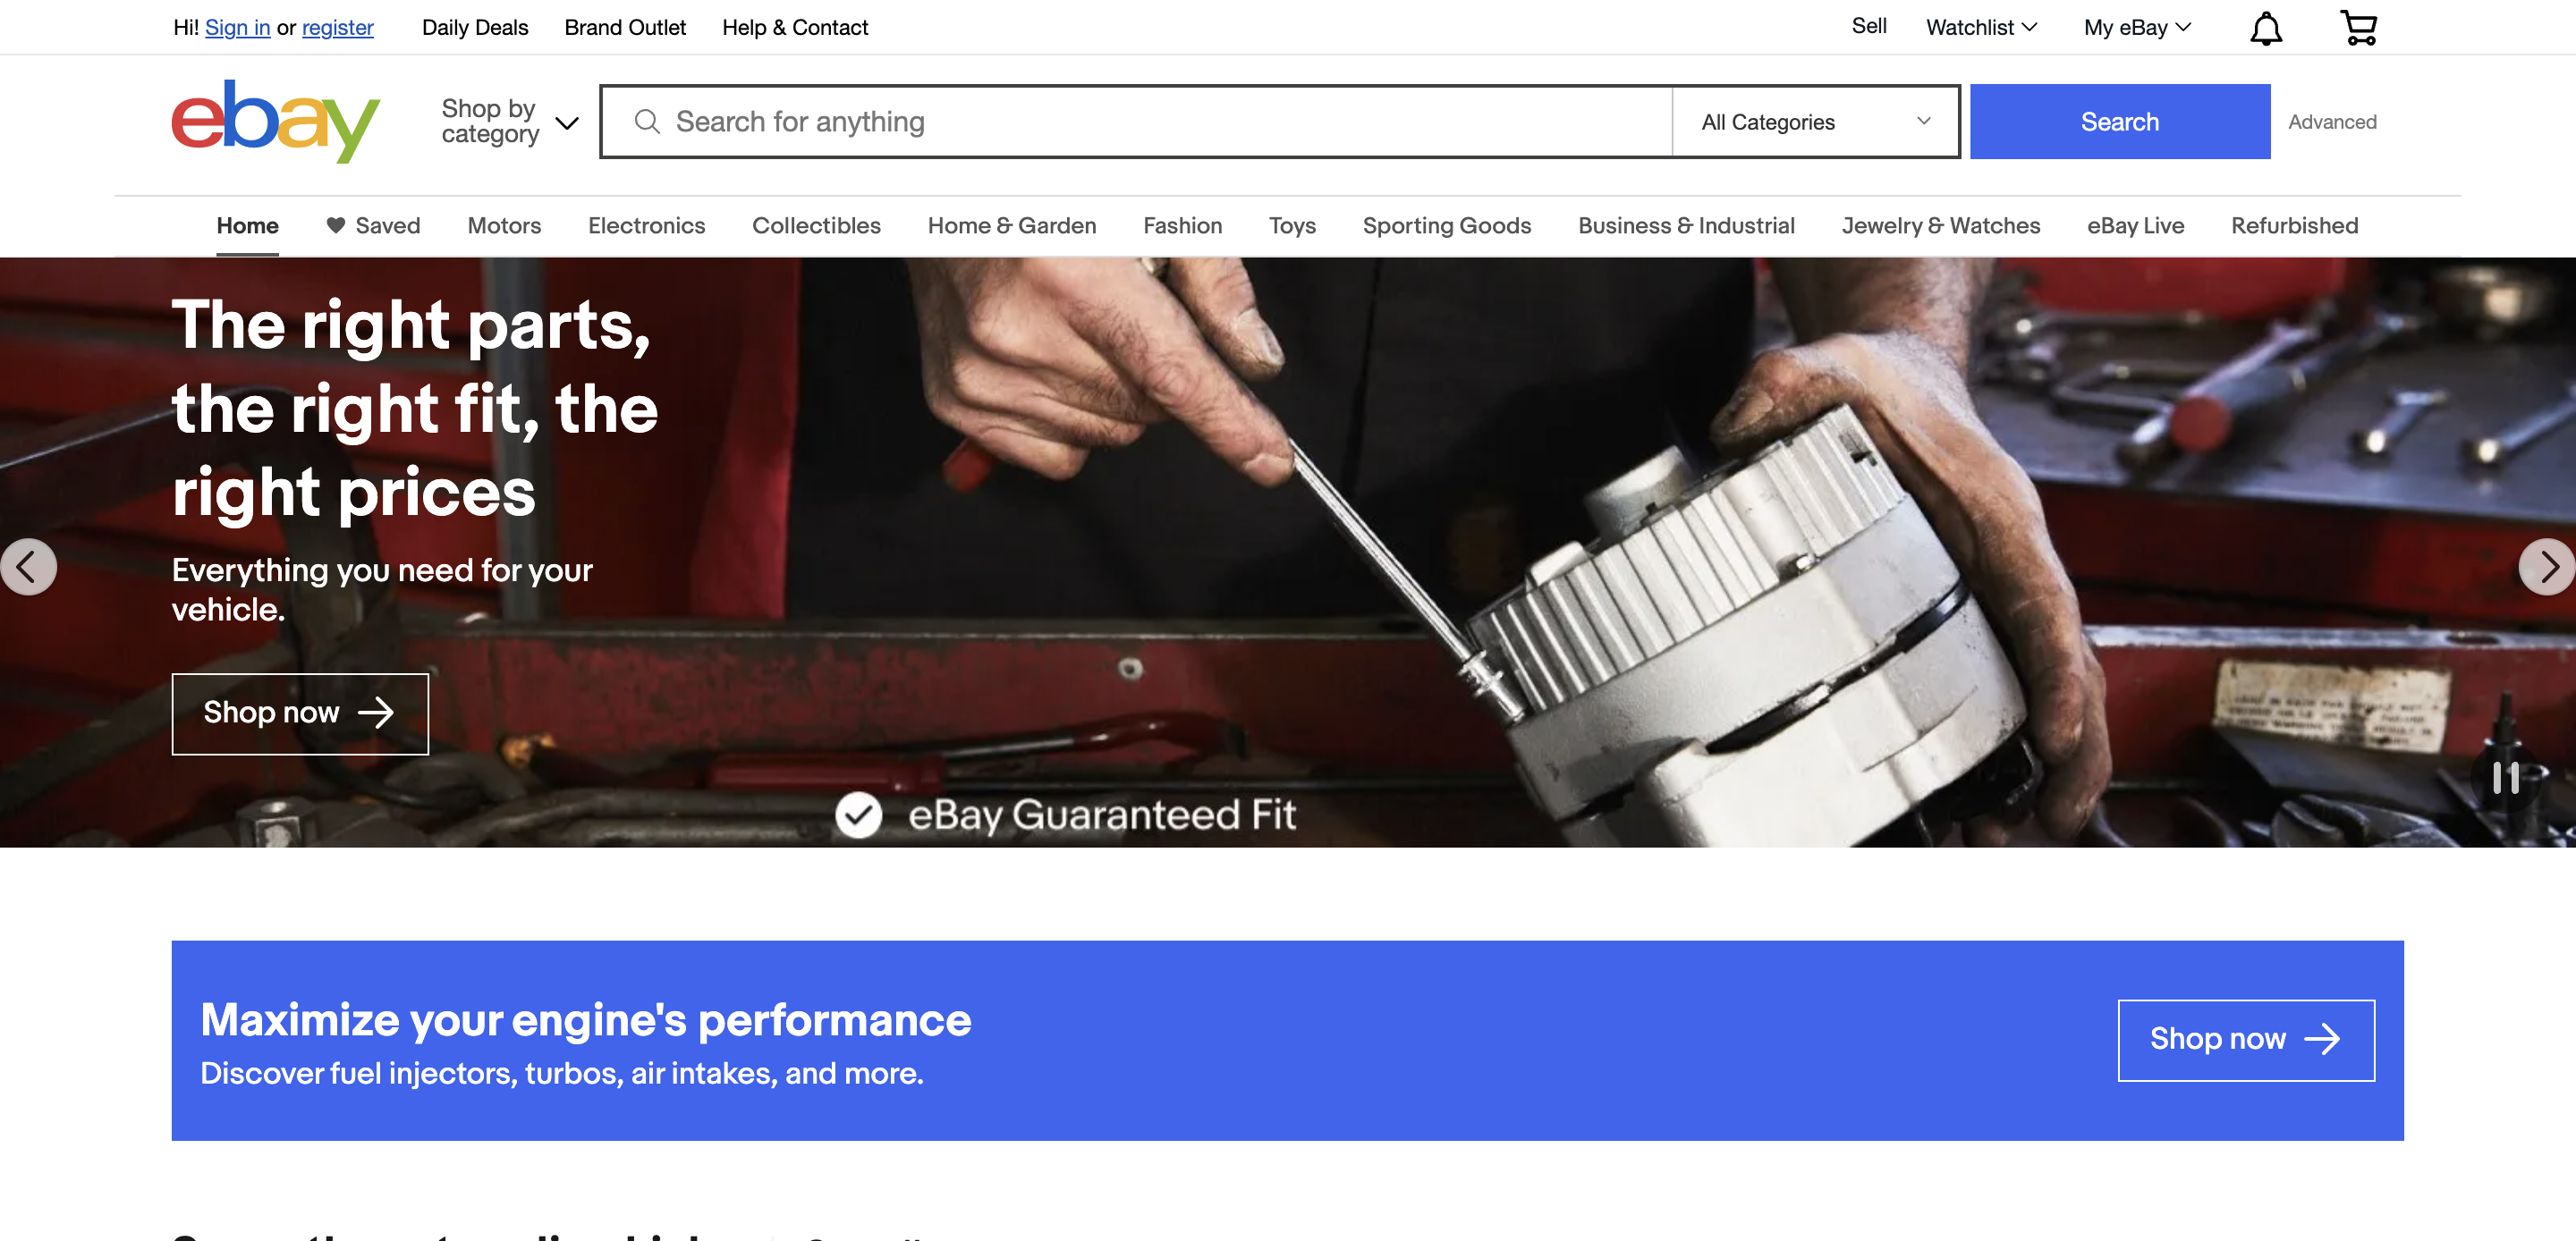 Hi! Sign in or register Daily Deals Brand Outlet Help & Contact Sell Watchlist My eBay
ebay
Shop by
category
Search for anything
All Categories
Search
Advanced
Home Saved Motors Electronics Collectibles Home & Garden Fashion Toys Sporting Goods Business & Industrial Jewelry & Watches eBay Live Refurbished
The right parts,
the right fit, the
right prices
Everything you need for your
vehicle.
Shop now
eBay Guaranteed Fit
Maximize your engine's performance
Discover fuel injectors, turbos, air intakes, and more.
Shop now